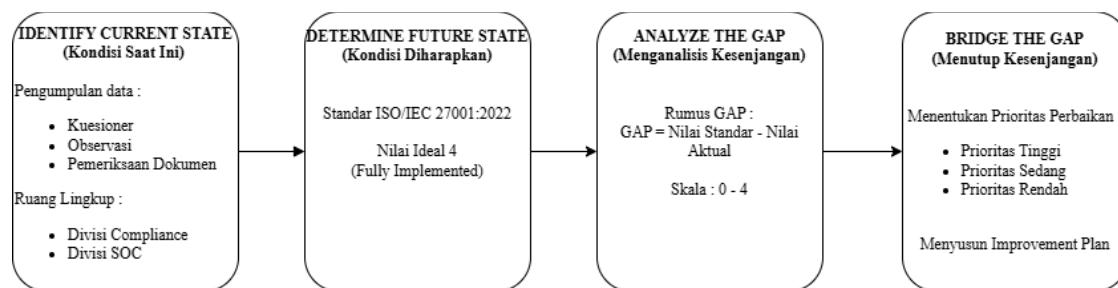 IDENTIFY CURRENT STATE
(Kondisi Saat Ini)
Pengumpulan data :
• Kuesioner
• Observasi
• Pemeriksaan Dokumen
Ruang Lingkup :
• Divisi Compliance
• Divisi SOC
DETERMINE FUTURE STATE
(Kondisi Diharapkan)
Standar ISO/IEC 27001:2022
Nilai Ideal 4
(Fully Implemented)
ANALYZE THE GAP
(Menganalisis Kesenjangan)
Rumus GAP :
GAP = Nilai Standar - Nilai
Aktual
Skala : 0 - 4
BRIDGE THE GAP
(Menutup Kesenjangan)
Menentukan Prioritas Perbaikan
• Prioritas Tinggi
• Prioritas Sedang
• Prioritas Rendah
Menyusun Improvement Plan